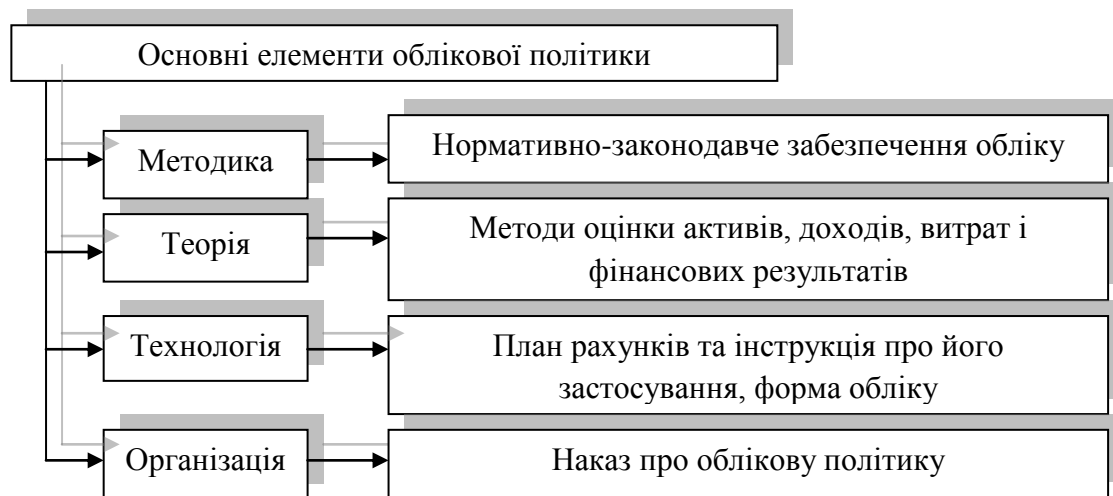 Основні елементи облікової політики
Методика
Нормативно-законодавче забезпечення обліку
Теорія
Методи оцінки активів, доходів, витрат і
фінансових результатів
Технологія
План рахунків та інструкція про його
застосування, форма обліку
Організація
Наказ про облікову політику